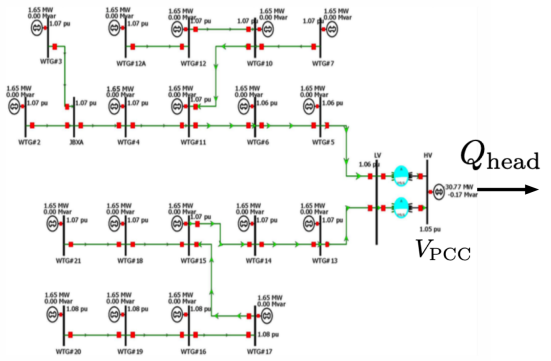 1.65 MW
0.00 Mvar
1.07 pu
WTG#3
1.65 MW
0.00 Mvar
1.07 pu
WTG#12A
1.65 MW
0.00 Mvar
1.07 pu
WTG#12
1.65 MW
0.00 Mvar
1.07 pu
WTG#10
1.65 MW
0.00 Mvar
1.07 pu
WTG#7
1.65 MW
0.00 Mvar
1.07 pu
WTG#2
1.07 pu
JBXA
1.65 MW
0.00 Mvar
1.07 pu
WTG#4
1.65 MW
0.00 Mvar
1.07 pu
WTG#11
1.65 MW
0.00 Mvar
1.06 pu
WTG#6
1.65 MW
0.00 Mvar
1.06 pu
WTG#5
LV
1.06 pu
HV
30.77 MW
-0.17 Mvar
1.05 pu
Qhead
VPCC
1.65 MW
0.00 Mvar
1.07 pu
WTG#21
1.65 MW
0.00 Mvar
1.07 pu
WTG#18
1.65 MW
0.00 Mvar
1.07 pu
WTG#15
1.65 MW
0.00 Mvar
1.07 pu
WTG#14
1.65 MW
0.00 Mvar
1.07 pu
WTG#13
1.65 MW
0.00 Mvar
1.08 pu
WTG#20
1.65 MW
0.00 Mvar
1.08 pu
WTG#19
1.65 MW
0.00 Mvar
1.08 pu
WTG#16
1.65 MW
0.00 Mvar
1.08 pu
WTG#17